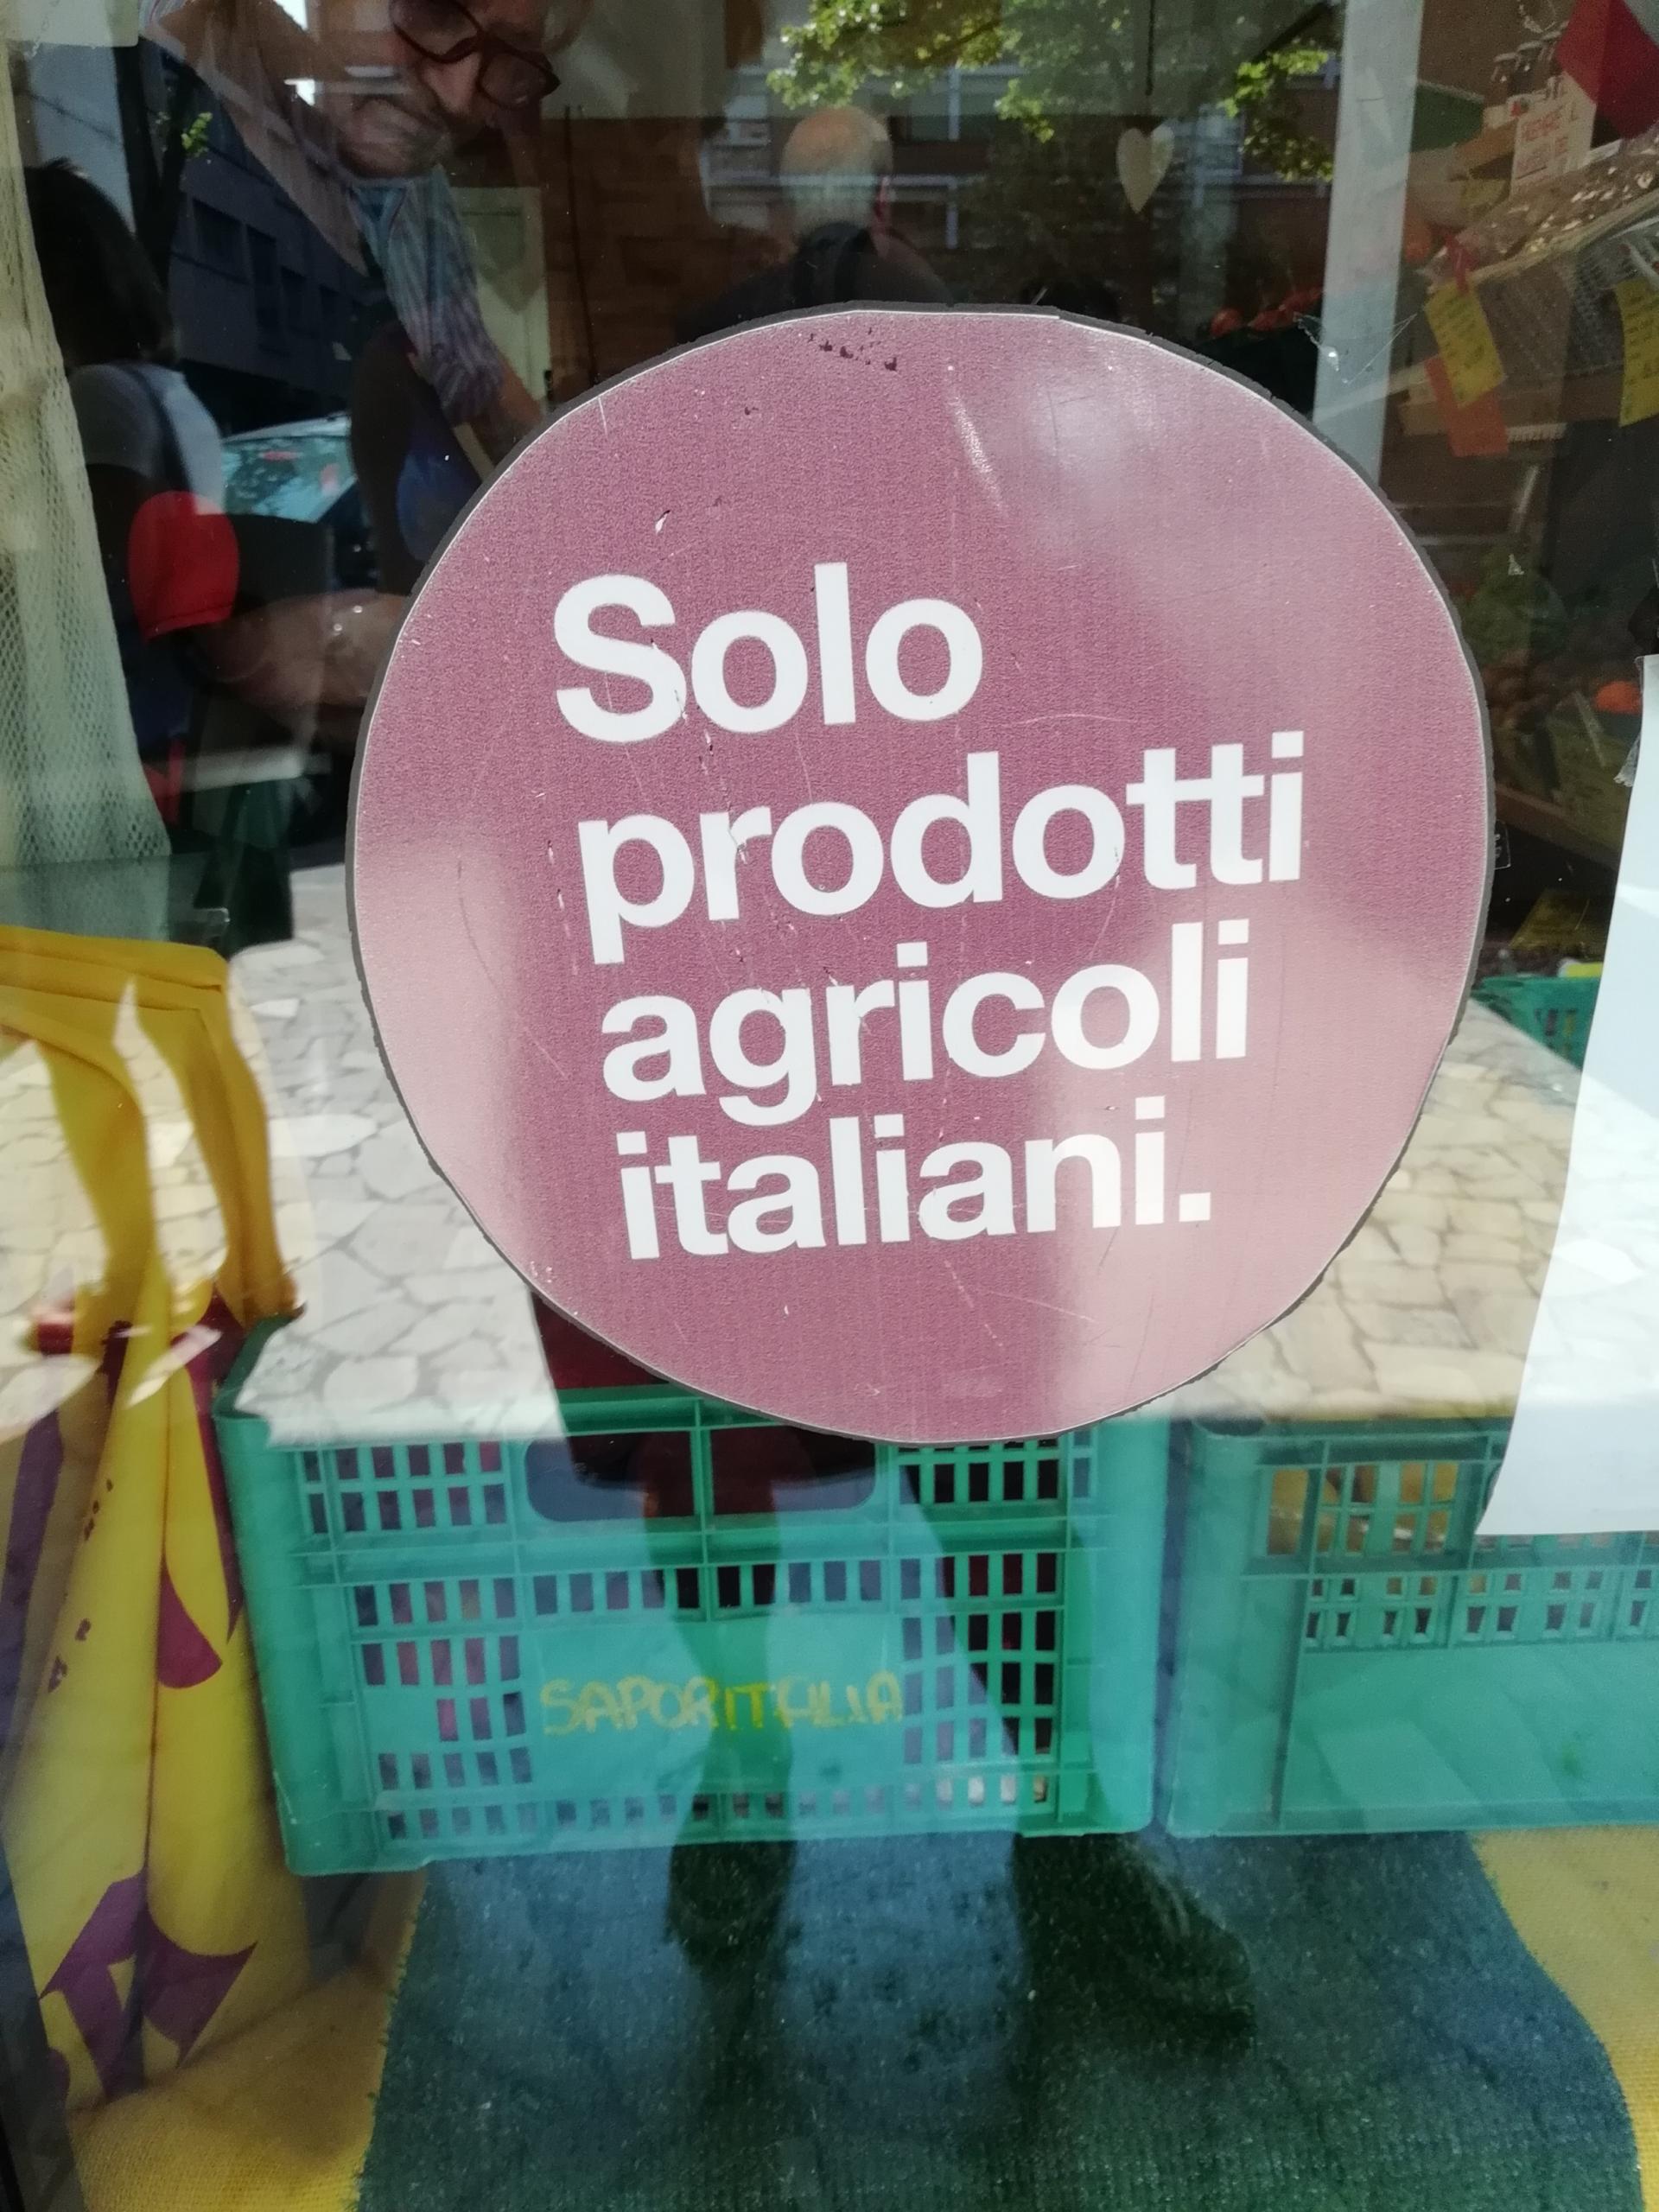 Solo
prodotti
agricoli
italiani.
SAPORITALIA